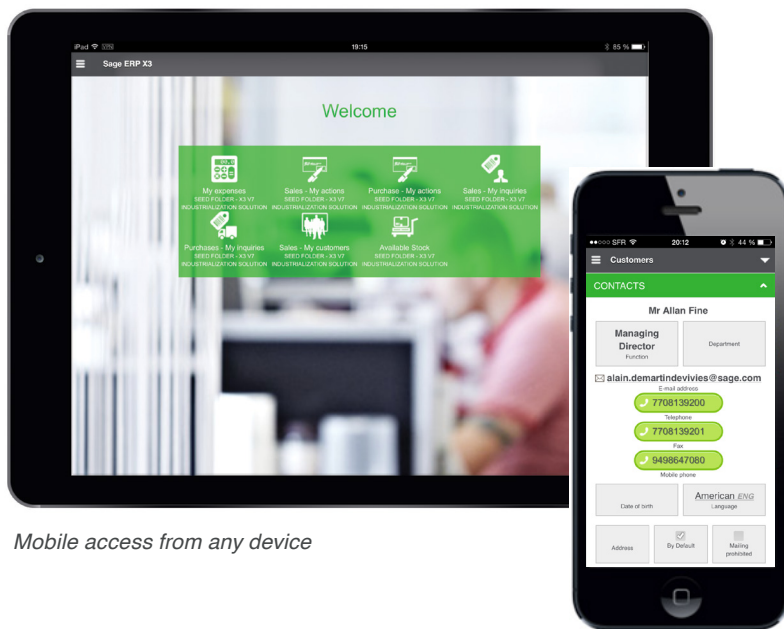 iPad
19:15
85 %
Sage ERP X3
Welcome
My expenses
SEED FOLDER - X3 V7
INDUSTRIALIZATION SOLUTION
Sales - My actions
SEED FOLDER - X3 V7
INDUSTRIALIZATION SOLUTION
Purchase - My actions
SEED FOLDER - X3 V7
INDUSTRIALIZATION SOLUTION
Sales - My inquiries
SEED FOLDER - X3 V7
INDUSTRIALIZATION SOLUTION
Purchases - My inquiries
SEED FOLDER - X3 V7
INDUSTRIALIZATION SOLUTION
Sales - My customers
SEED FOLDER - X3 V7
INDUSTRIALIZATION SOLUTION
Available Stock
SEED FOLDER - X3 V7
INDUSTRIALIZATION SOLUTION
SFR 20:12 44 %
Customers
CONTACTS
Mr Allan Fine
Managing
Director
Function
Department
alain.demartindevivies@sage.com
E-mail address
7708139200
Telephone
7708139201
Fax
9498647080
Mobile phone
Date of birth
American ENG
Language
Address
By Default
Mailing
prohibited
Mobile access from any device